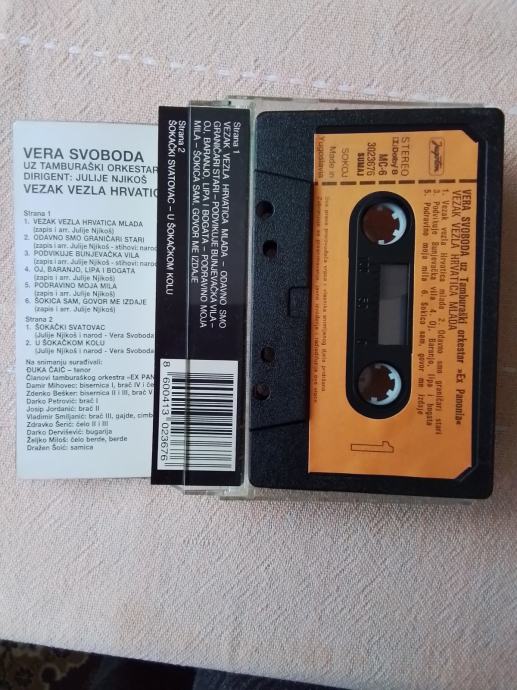 VERA SVOBODA
UZ TAMBURAŠKI ORKESTAR
DIRIGENT: JULIJE NJIKOŠ
VEZAK VEZLA HRVATIC
Strana 1
1. VEZAK VEZLA HRVATICA MLADA
(zapis i arr. Julije Njikoš)
2. ODAVNO SMO GRANIČARI STARI
(zapis i arr. Julije Njikoš - stihovi: narod
3. PODVIKUJE BUNJEVAČKA VILA
(zapis i arr. Julije Njikoš - stihovi: narod
4. OJ, BARANJO, LIPA I BOGATA
(zapis i arr. Julije Njikoš)
5. PODRAVINO MOJA MILA
(zapis i arr. Julije Njikoš)
6. ŠOKICA SAM, GOVOR ME IZDAJE
(zapis i arr. Julije Njikoš)
Strana 2
1. ŠOKAČKI SVATOVAC
(Julije Njikoš i narod - Vera Svoboda
2. U ŠOKAČKOM KOLU
(Julije Njikoš i narod - Vera Svoboda
Na snimanju surađivali:
ĐUKA ČAIĆ – tenor
Članovi tamburaškog orkestra »EX PAN
Damir Mihovec: bisernica I, brač IV i če
Zdenko Bešker: bisernica II i III, brač V
Darko Petrović: brač I
Josip Jordanić: brač II
Vladimir Smiljanić: brač III, gajde, cimb
Zdravko Šerić: čelo II i III
Darko Dervišević: bugarija
Željko Miloš: čelo berde, berde
Dražen Šoić: samica
Strana 1
VEZAK VEZLA HRVATICA MLADA – ODAVNO SMO
GRANIČARI STARI – PODVIKUJE BUNJEVAČKA VILA –
OJ, BARANJO, LIPA I BOGATA – PODRAVINO MOJA
MILA – ŠOKICA SAM, GOVOR ME IZDAJE
Strana 2
ŠOKAČKI SVATOVAC – U ŠOKAČKOM KOLU
8 600413 023676
jugoton
STEREO
Dolby B
MC-6
3023676
SUMAJ
SOKOJ
Made in
Yugoslavia
VERA SVOBODA uz Tamburaški orkestar »Ex Panonia«
VEZAK VEZLA HRVATICA MLADA
1. Vezak vezla Hrvatica mlada 2. Odavno smo graničari stari
3. Podvikuje Bunjevačka vila 4. Oj, Baranjo, lipa i bogata
5. Podravino moja mila 6. Šokica sam, govor me izdaje
1